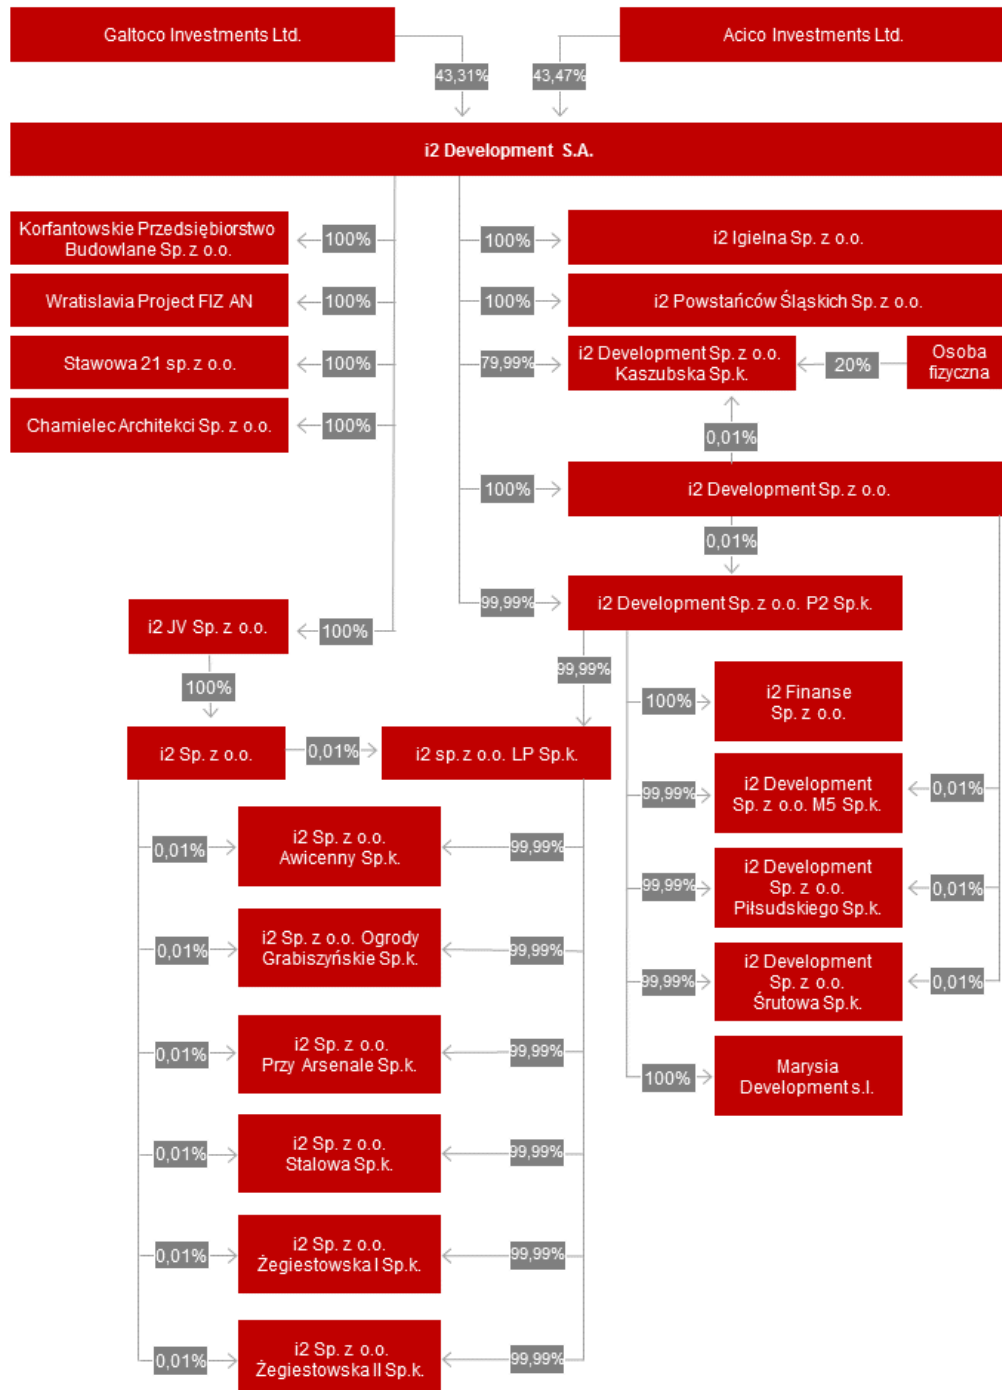 Galtoco Investments Ltd.
Acico Investments Ltd.
43,31%
43,47%
i2 Development S.A.
Korfantowskie Przedsiębiorstwo
Budowlane Sp. z o.o.
100%
100%
i2 Igielna Sp. z o.o.
Wratislavia Project FIZ AN
100%
100%
i2 Powstańców Śląskich Sp. z o.o.
Stawowa 21 sp. z o.o.
100%
79,99%
i2 Development Sp. z o.o.
Kaszubska Sp.k.
20%
Osoba
fizyczna
Chamielec Architekci Sp. z o.o.
100%
0,01%
100%
i2 Development Sp. z o.o.
0,01%
99,99%
i2 Development Sp. z o.o. P2 Sp.k.
i2 JV Sp. z o.o.
100%
99,99%
100%
100%
i2 Finanse
Sp. z o.o.
i2 Sp. z o.o.
0,01%
i2 sp. z o.o. LP Sp.k.
99,99%
i2 Development
Sp. z o.o. M5 Sp.k.
0,01%
0,01%
i2 Sp. z o.o.
Awicenny Sp.k.
99,99%
99,99%
i2 Development
Sp. z o.o.
Piłsudskiego Sp.k.
0,01%
0,01%
i2 Sp. z o.o. Ogrody
Grabiszyńskie Sp.k.
99,99%
99,99%
i2 Development
Sp. z o.o.
Śrutowa Sp.k.
0,01%
0,01%
i2 Sp. z o.o.
Przy Arsenale Sp.k.
99,99%
100%
Marysia
Development s.l.
0,01%
i2 Sp. z o.o.
Stalowa Sp.k.
99,99%
0,01%
i2 Sp. z o.o.
Żegiestowska I Sp.k.
99,99%
0,01%
i2 Sp. z o.o.
Żegiestowska II Sp.k.
99,99%